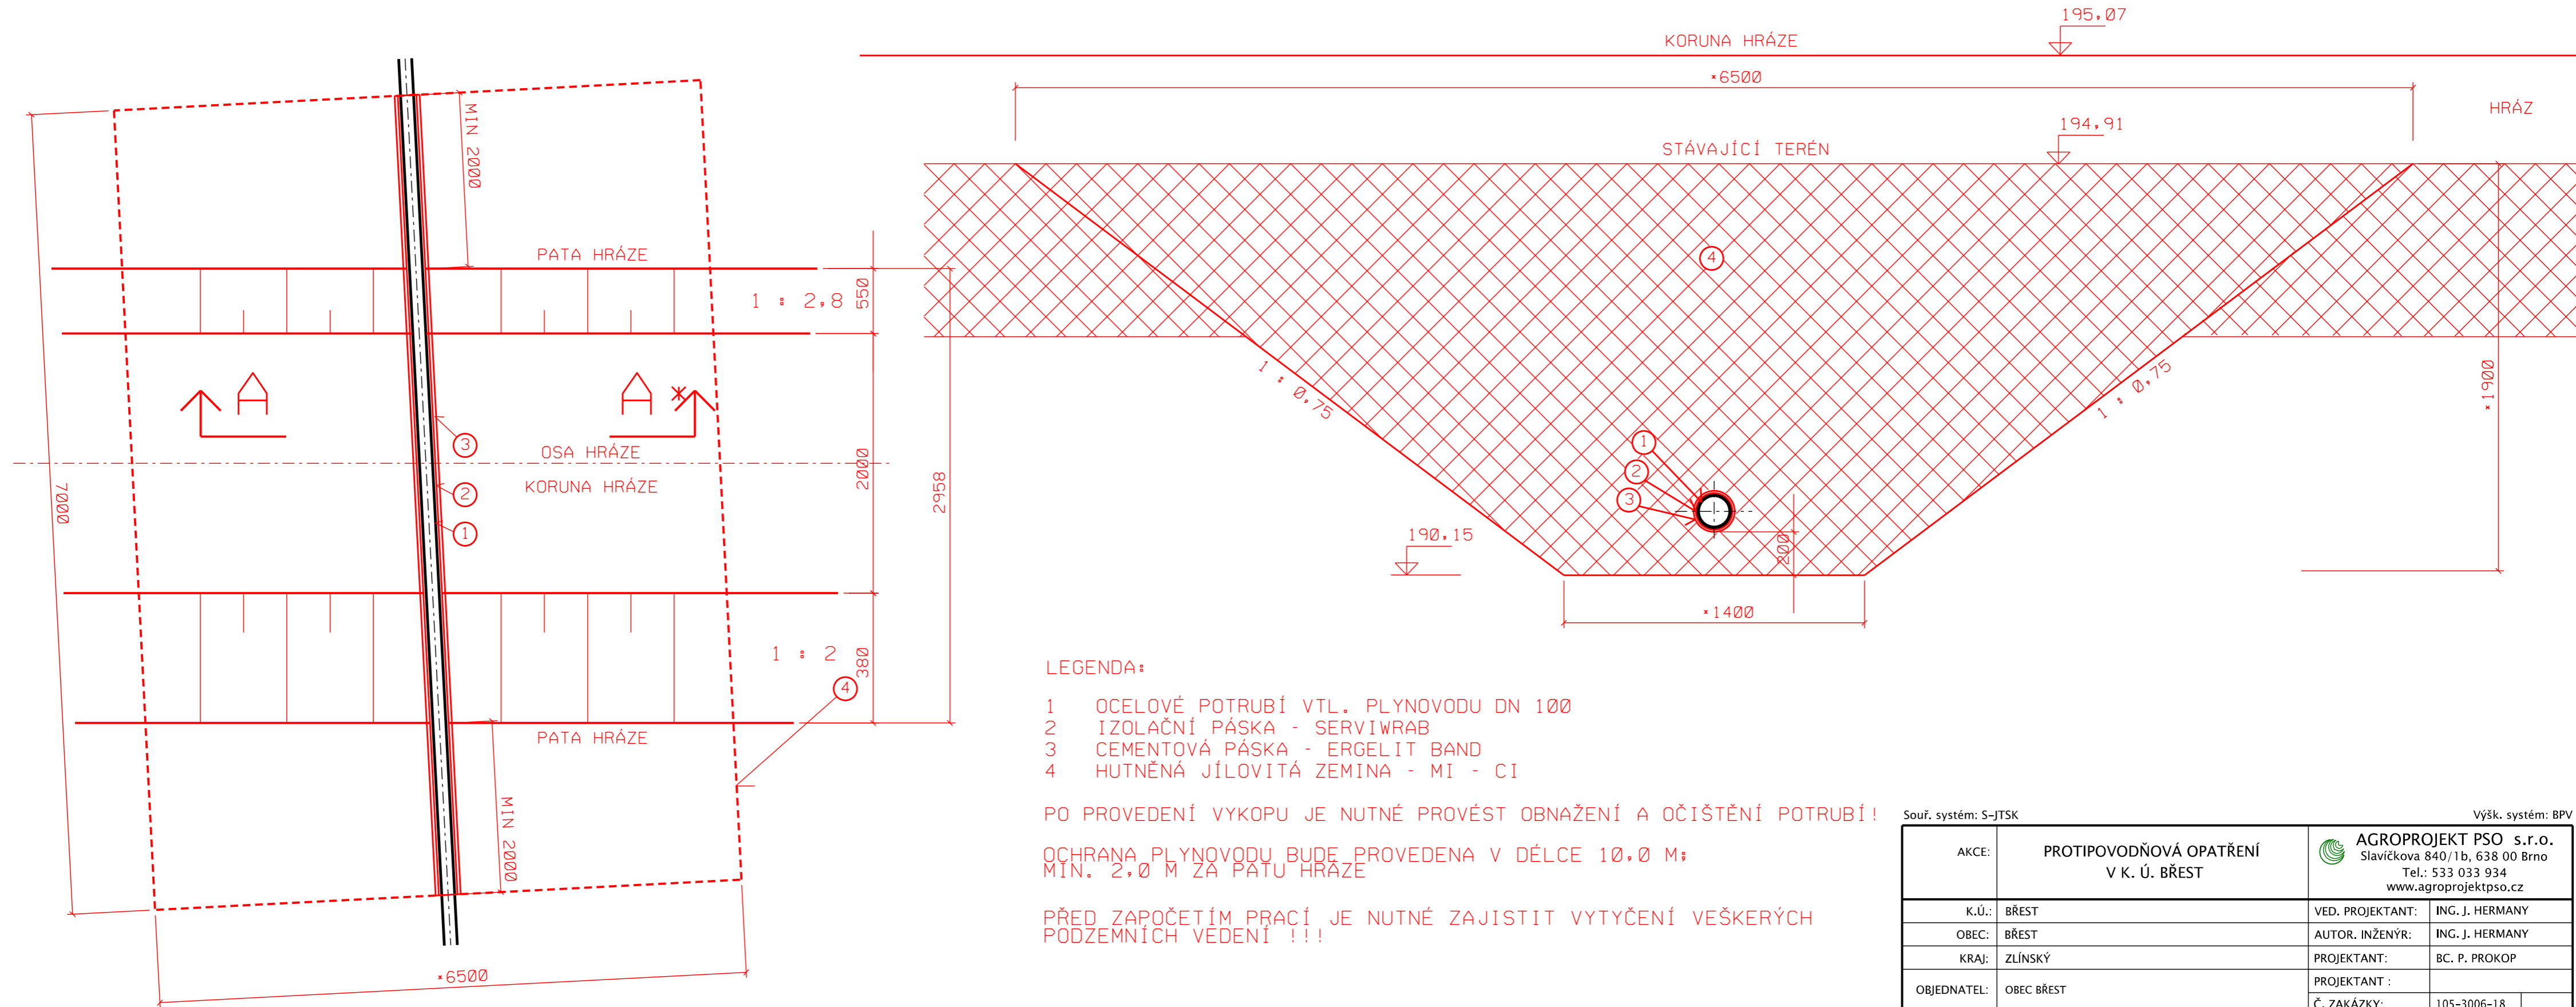 195,07
KORUNA HRÁZE
*6500
HRÁZ
194,91
STÁVAJÍCÍ TERÉN
MIN 2000
PATA HRÁZE
1 : 2,8
550
4
1 : 0,75
1 : 0,75
*1900
A
A*
3
OSA HRÁZE
KORUNA HRÁZE
2
1
7000
2000
2958
1
2
3
190,15
200
*1400
1 : 2
380
4
PATA HRÁZE
MIN 2000
*6500
LEGENDA:
1 OCELOVÉ POTRUBÍ VTL. PLYNOVODU DN 100
2 IZOLAČNÍ PÁSKA - SERVIWRAB
3 CEMENTOVÁ PÁSKA - ERGELIT BAND
4 HUTNĚNÁ JÍLOVITÁ ZEMINA - MI - CI
PO PROVEDENÍ VYKOPU JE NUTNÉ PROVÉST OBNAŽENÍ A OČIŠTĚNÍ POTRUBÍ!
OCHRANA PLYNOVODU BUDE PROVEDENA V DÉLCE 10,0 M;
MIN. 2,0 M ZA PATU HRÁZE
PŘED ZAPOČETÍM PRACÍ JE NUTNÉ ZAJISTIT VYTYČENÍ VEŠKERÝCH
PODZEMNÍCH VEDENÍ !!!
Souř. systém: S-JTSK
Výšk. systém: BPV
AKCE:
PROTIPOVODŇOVÁ OPATŘENÍ
V K. Ú. BŘEST
AGROPROJEKT PSO s.r.o.
Slavíčkova 840/1b, 638 00 Brno
Tel.: 533 033 934
www.agroprojektpso.cz
K.Ú.: BŘEST
VED. PROJEKTANT: ING. J. HERMANY
OBEC: BŘEST
AUTOR. INŽENÝR: ING. J. HERMANY
KRAJ: ZLÍNSKÝ
PROJEKTANT: BC. P. PROKOP
OBJEDNATEL: OBEC BŘEST
PROJEKTANT :
Č. ZAKÁZKY: 105-3006-18